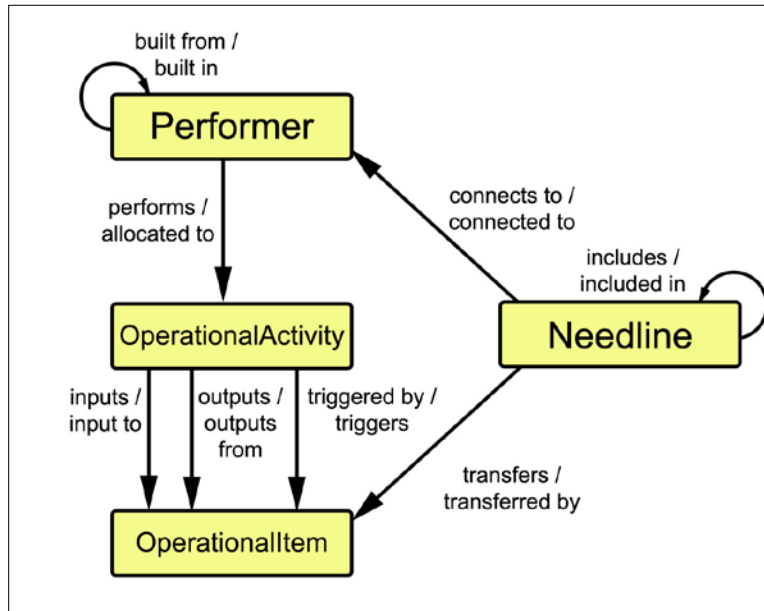 built from /
built in
Performer
performs /
allocated to
connects to /
connected to
includes /
included in
OperationalActivity
Needline
inputs /
input to
outputs /
outputs
from
triggered by /
triggers
transfers /
transferred by
OperationalItem